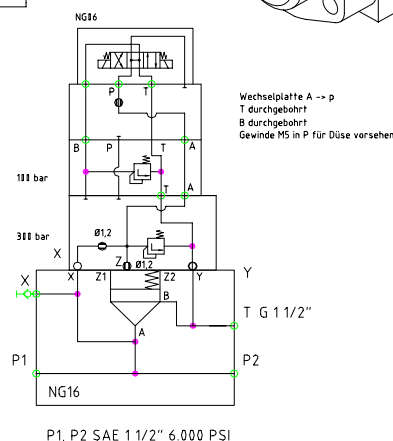 NG06
P T
Wechselplatte A -> p
T durchgebohrt
B durchgebohrt
Gewinde M5 in P für Düse vorsehen
B P T A
100 bar
T A
300 bar
Ø1,2
X Z Ø1,2
X Z1 Z2 Y Y
X B
T G 1 1/2"
A
P1 P2
NG16
P1, P2 SAE 1 1/2" 6.000 PSI